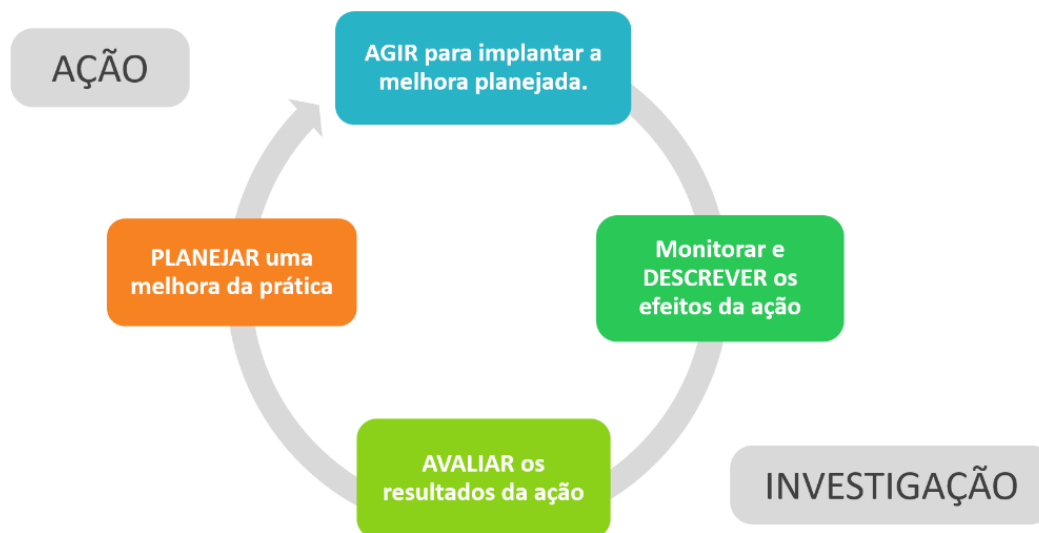 AÇÃO
AGIR para implantar a
melhora planejada.
PLANEJAR uma
melhora da prática
Monitorar e
DESCREVER os
efeitos da ação
AVALIAR os
resultados da ação
INVESTIGAÇÃO